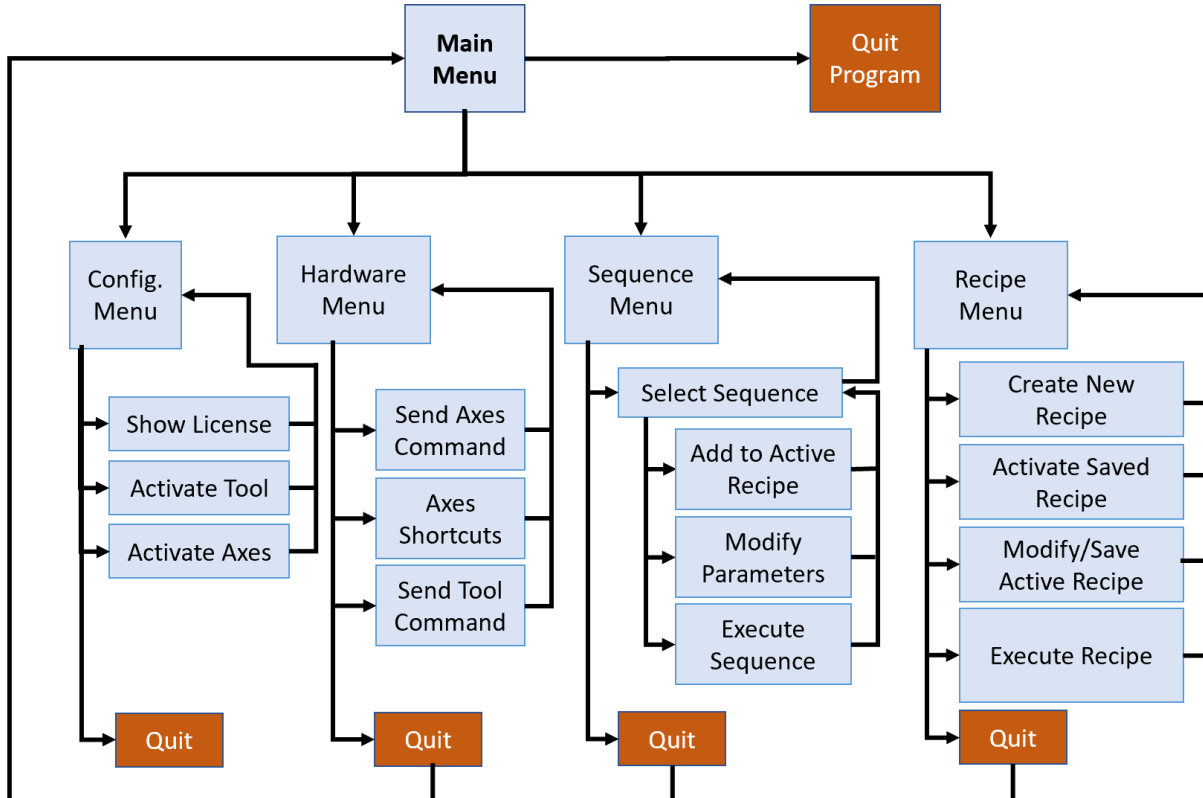 Main
Menu
Quit
Program
Config.
Menu
Show License
Activate Tool
Activate Axes
Quit
Hardware
Menu
Send Axes
Command
Axes
Shortcuts
Send Tool
Command
Quit
Sequence
Menu
Select Sequence
Add to Active
Recipe
Modify
Parameters
Execute
Sequence
Quit
Recipe
Menu
Create New
Recipe
Activate Saved
Recipe
Modify/Save
Active Recipe
Execute Recipe
Quit